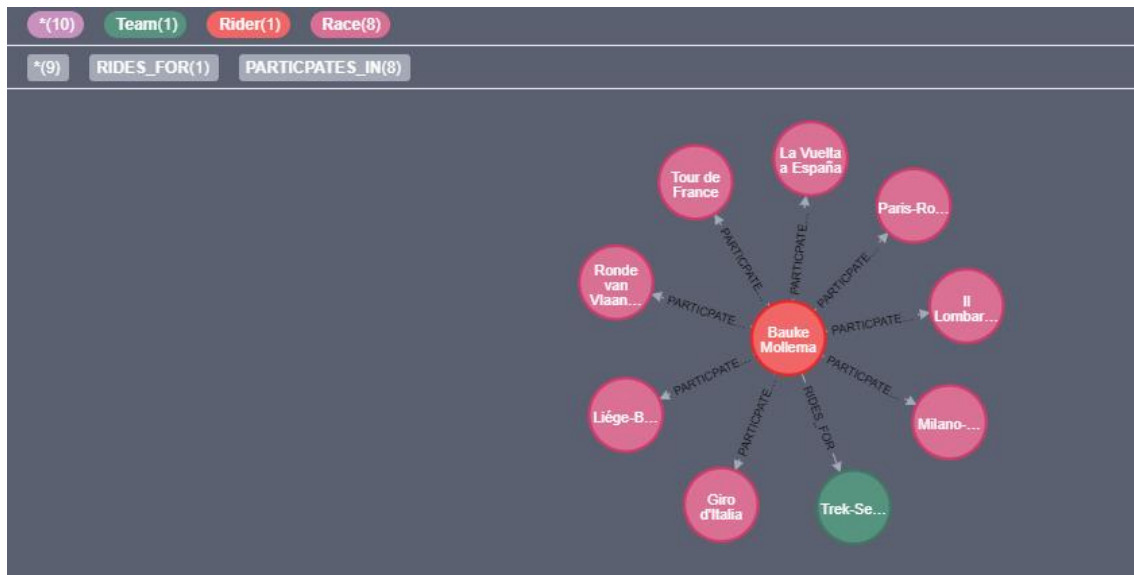 *(10) Team(1) Rider(1) Race(8)
*(9) RIDES_FOR(1) PARTICPATES_IN(8)
La Vuelta
a España
Tour de
France
Paris-Ro...
PARTICPATE...
PARTICPATE...
PARTICPATE...
Ronde
van
Vlaan...
PARTICPATE...
Il
Lombar...
PARTICPATE...
Bauke
Mollema
PARTICPATE...
PARTICPATE...
PARTICPATE...
RIDES_FOR
Liége-B...
Milano-...
Giro
d'Italia
Trek-Se...